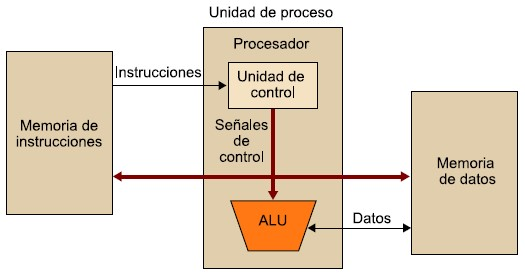 Unidad de proceso
Procesador
Instrucciones
Unidad de
control
Memoria de
instrucciones
Señales
de
control
Memoria
de datos
ALU
Datos